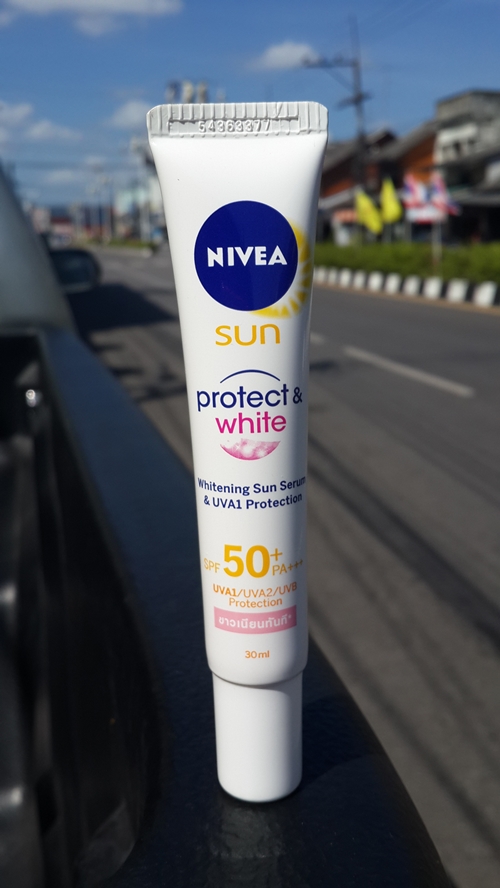 54363377
NIVEA
sun
protect &
white
Whitening Sun Serum
& UVA1 Protection
SPF 50+ PA+++
UVA1/UVA2/UVB
Protection
ขาวเนียนทันที*
30ml